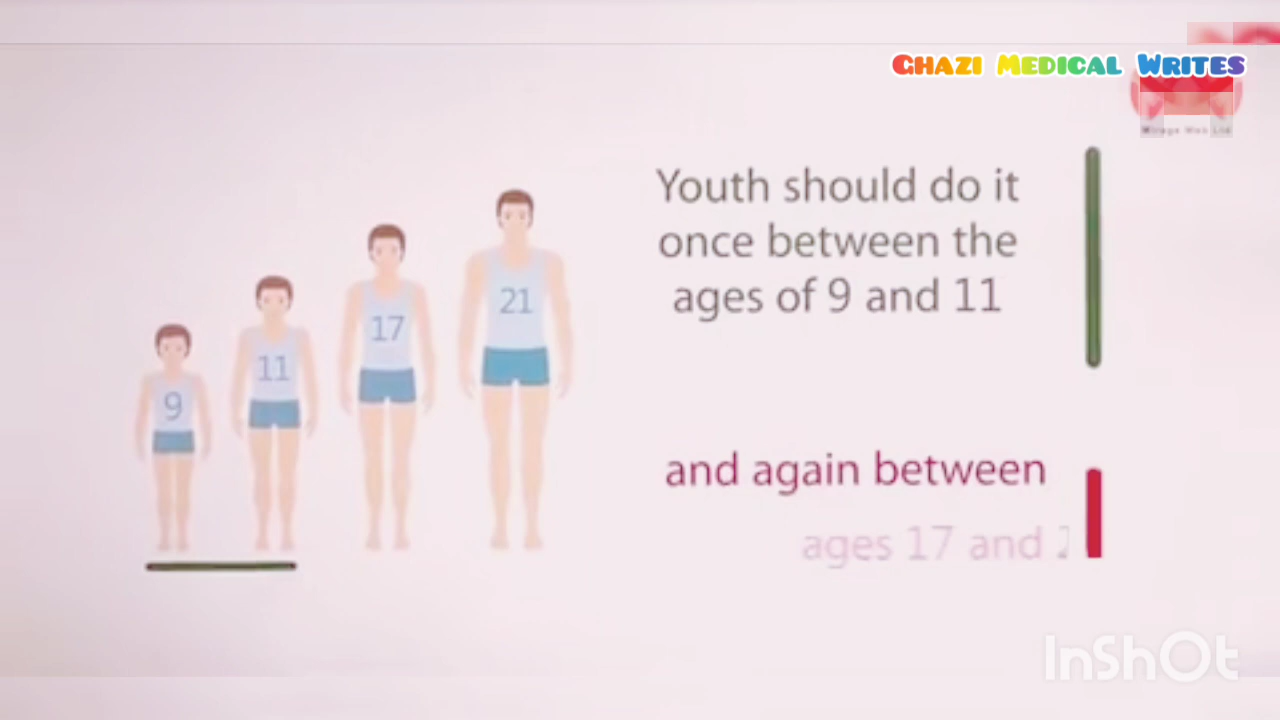 GHAZI MEDICAL WRITES
Youth should do it
once between the
ages of 9 and 11
and again between
ages 17 and
9
11
17
21
InShOt